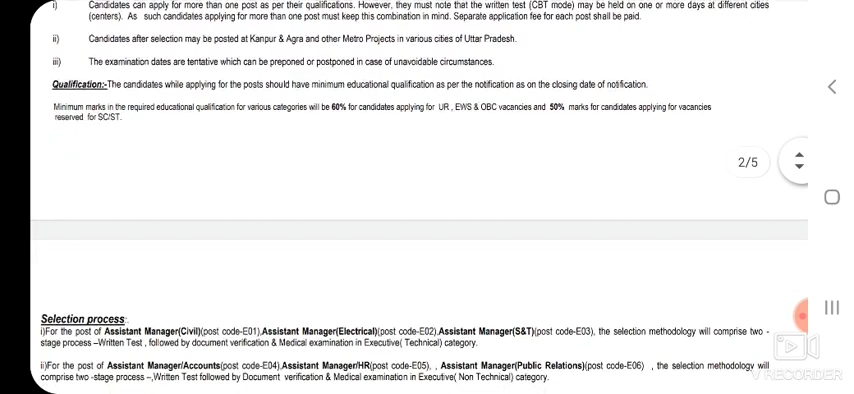 i) Candidates can apply for more than one post as per their qualifications. However, they must note that the written test (CBT mode) may be held on one or more days at different cities
(centers). As such candidates applying for more than one post must keep this combination in mind. Separate application fee for each post shall be paid.
ii) Candidates after selection may be posted at Kanpur & Agra and other Metro Projects in various cities of Uttar Pradesh.
iii) The examination dates are tentative which can be preponed or postponed in case of unavoidable circumstances.
Qualification:-The candidates while applying for the posts should have minimum educational qualification as per the notification as on the closing date of notification.
Minimum marks in the required educational qualification for various categories will be 60% for candidates applying for UR , EWS & OBC vacancies and 50% marks for candidates applying for vacancies
reserved for SC/ST.
2/5
Selection process:
i)For the post of Assistant Manager(Civil)(post code-E01),Assistant Manager(Electrical)(post code-E02),Assistant Manager(S&T)(post code-E03), the selection methodology will comprise two -
stage process –Written Test , followed by document verification & Medical examination in Executive( Technical) category.
ii)For the post of Assistant Manager/Accounts(post code-E04),Assistant Manager/HR(post code-E05), , Assistant Manager(Public Relations)(post code-E06) , the selection methodology will
comprise two -stage process –,Written Test followed by Document verification & Medical examination in Executive( Non Technical) category.
V RECORDER